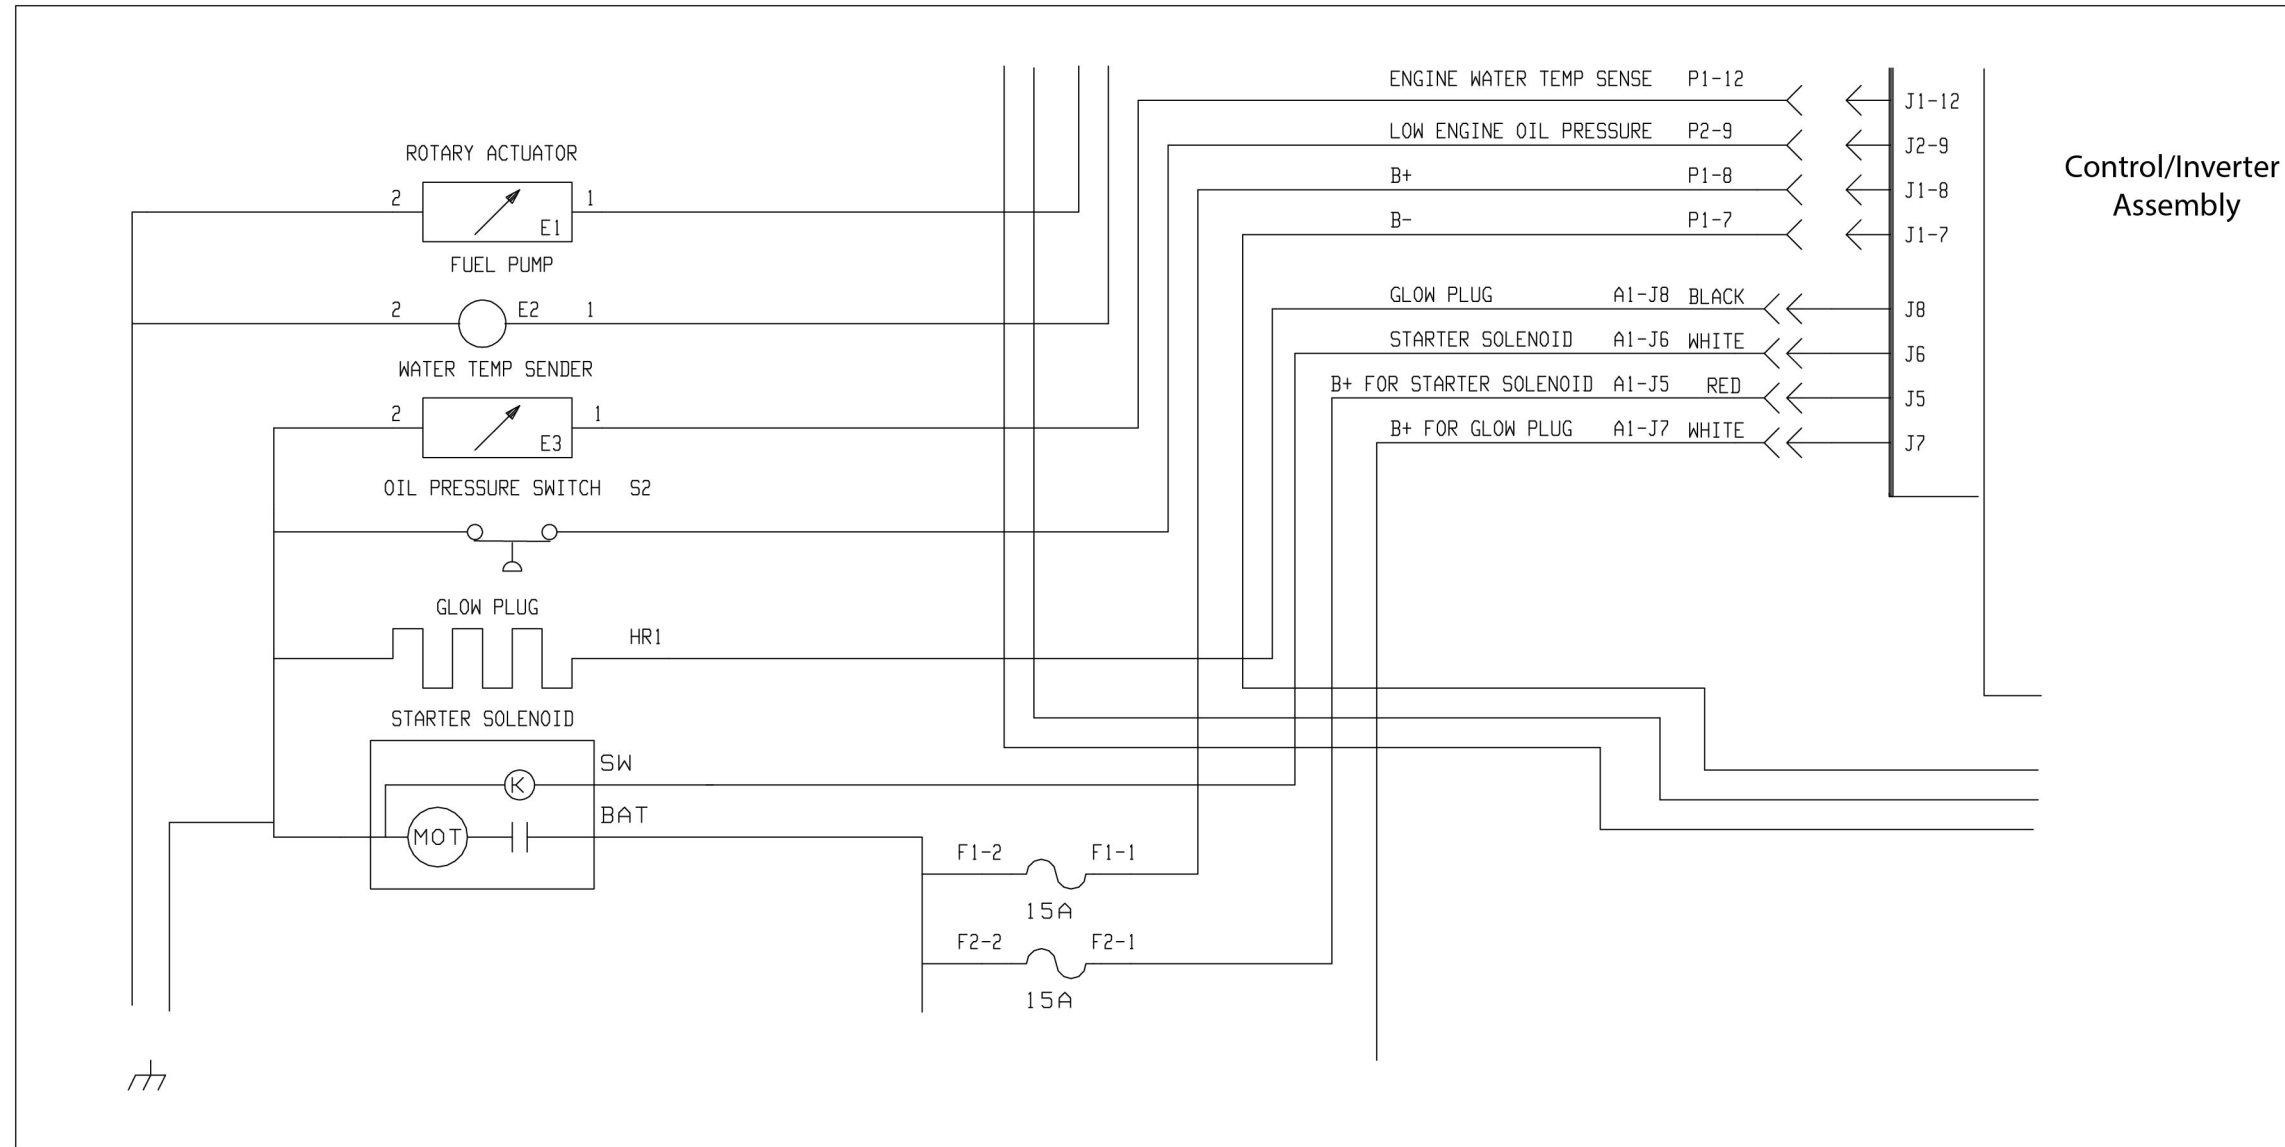 ENGINE WATER TEMP SENSE P1-12
J1-12
LOW ENGINE OIL PRESSURE P2-9
J2-9
B+ P1-8
J1-8
B- P1-7
J1-7
Control/Inverter
Assembly
GLOW PLUG A1-J8 BLACK
J8
STARTER SOLENOID A1-J6 WHITE
J6
B+ FOR STARTER SOLENOID A1-J5 RED
J5
B+ FOR GLOW PLUG A1-J7 WHITE
J7
ROTARY ACTUATOR
2 1
E1
FUEL PUMP
2 E2 1
WATER TEMP SENDER
2 1
E3
OIL PRESSURE SWITCH S2
GLOW PLUG
HR1
STARTER SOLENOID
SW
K
BAT
MOT
F1-2 F1-1
15A
F2-2 F2-1
15A